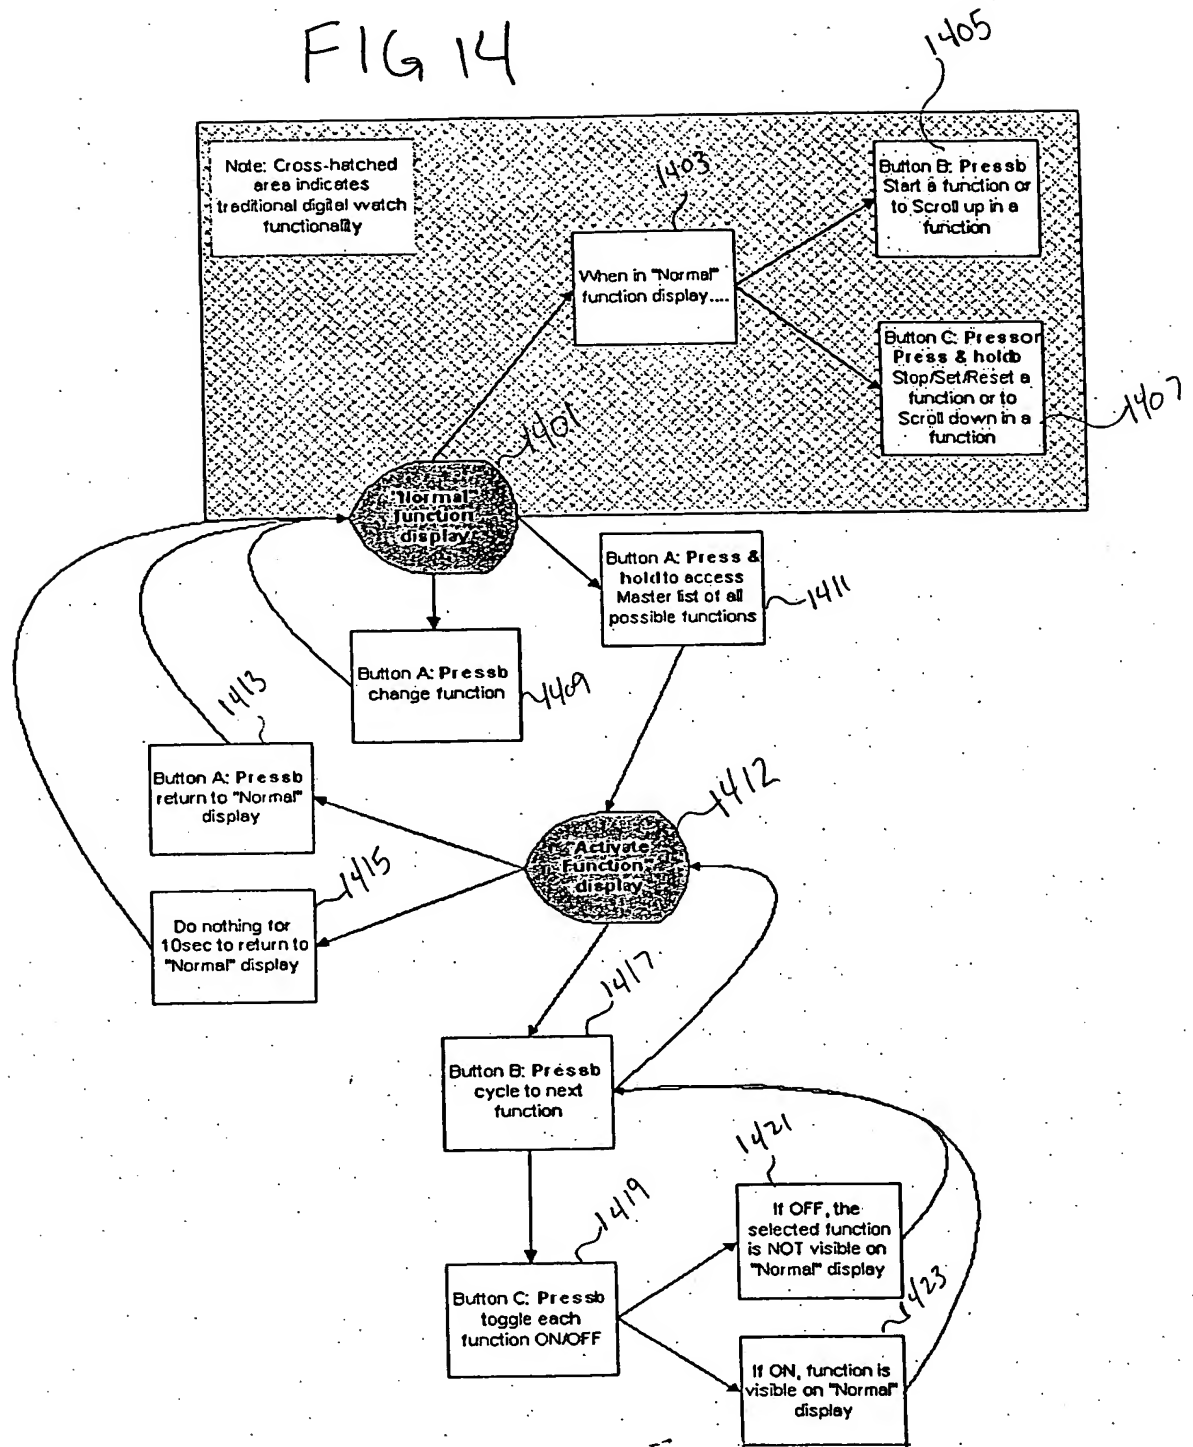 FIG 14
1405
Note: Cross-hatched
area indicates
traditional digital watch
functionality
1403
Button B: Pressb
Start a function or
to Scroll up in a
function
When in "Normal"
function display....
Button C: Pressor
Press & holdb
Stop/Set/Reset a
function or to
Scroll down in a
function
1407
1401
"Normal"
function
display
Button A: Press &
hold to access
Master list of all
possible functions
1411
Button A: Pressb
change function
1409
1413
Button A: Pressb
return to "Normal"
display
1412
"Activate
Function"
display
1415
Do nothing for
10sec to return to
"Normal" display
1417
Button B: Pressb
cycle to next
function
1421
If OFF, the
selected function
is NOT visible on
"Normal" display
1419
Button C: Pressb
toggle each
function ON/OFF
1423
If ON, function is
visible on "Normal"
display